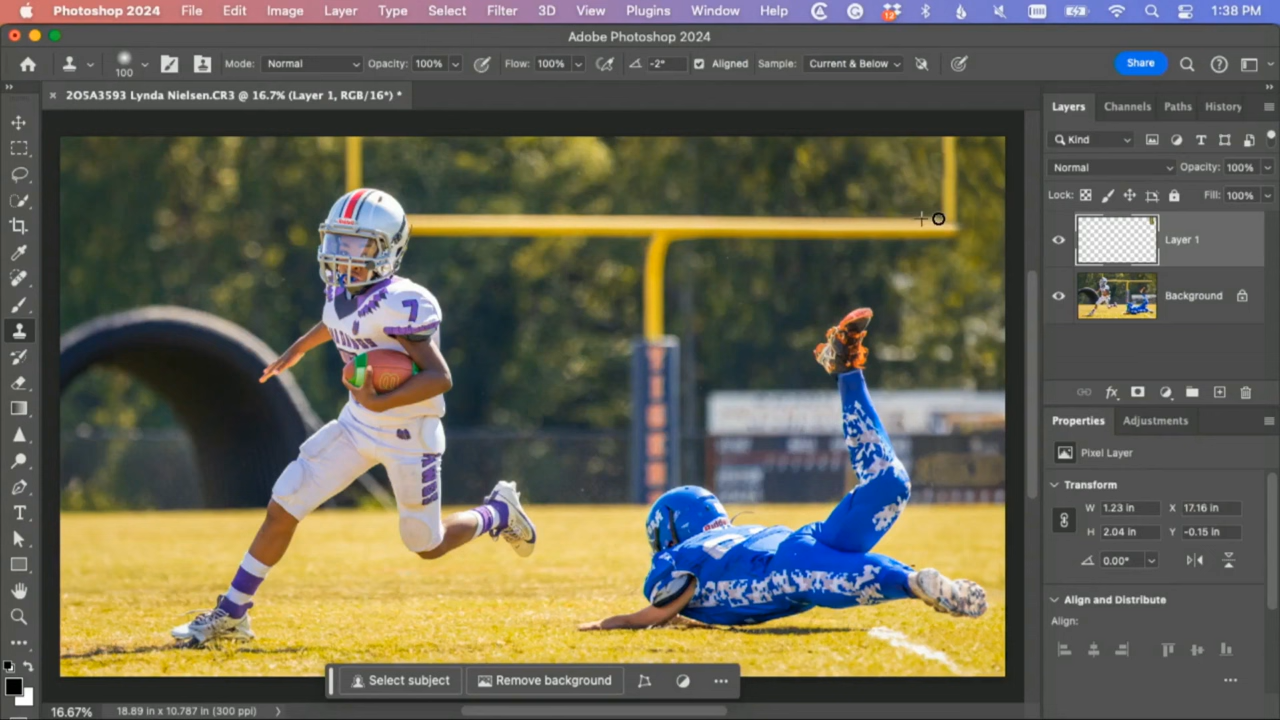 Photoshop 2024 File Edit Image Layer Type Select Filter 3D View Plugins Window Help 12 1:38 PM
Adobe Photoshop 2024
100 Mode: Normal Opacity: 100% Flow: 100% -2° Aligned Sample: Current & Below Share
× 2O5A3593 Lynda Nielsen.CR3 @ 16.7% (Layer 1, RGB/16*) *
Layers Channels Paths History
Kind
Normal Opacity: 100%
Lock: Fill: 100%
Layer 1
Background
7
Properties Adjustments
Pixel Layer
Transform
W 1.23 in X 17.16 in
H 2.04 in Y -0.15 in
0.00°
Align and Distribute
Align:
Select subject Remove background
16.67% 18.89 in x 10.787 in (300 ppi)